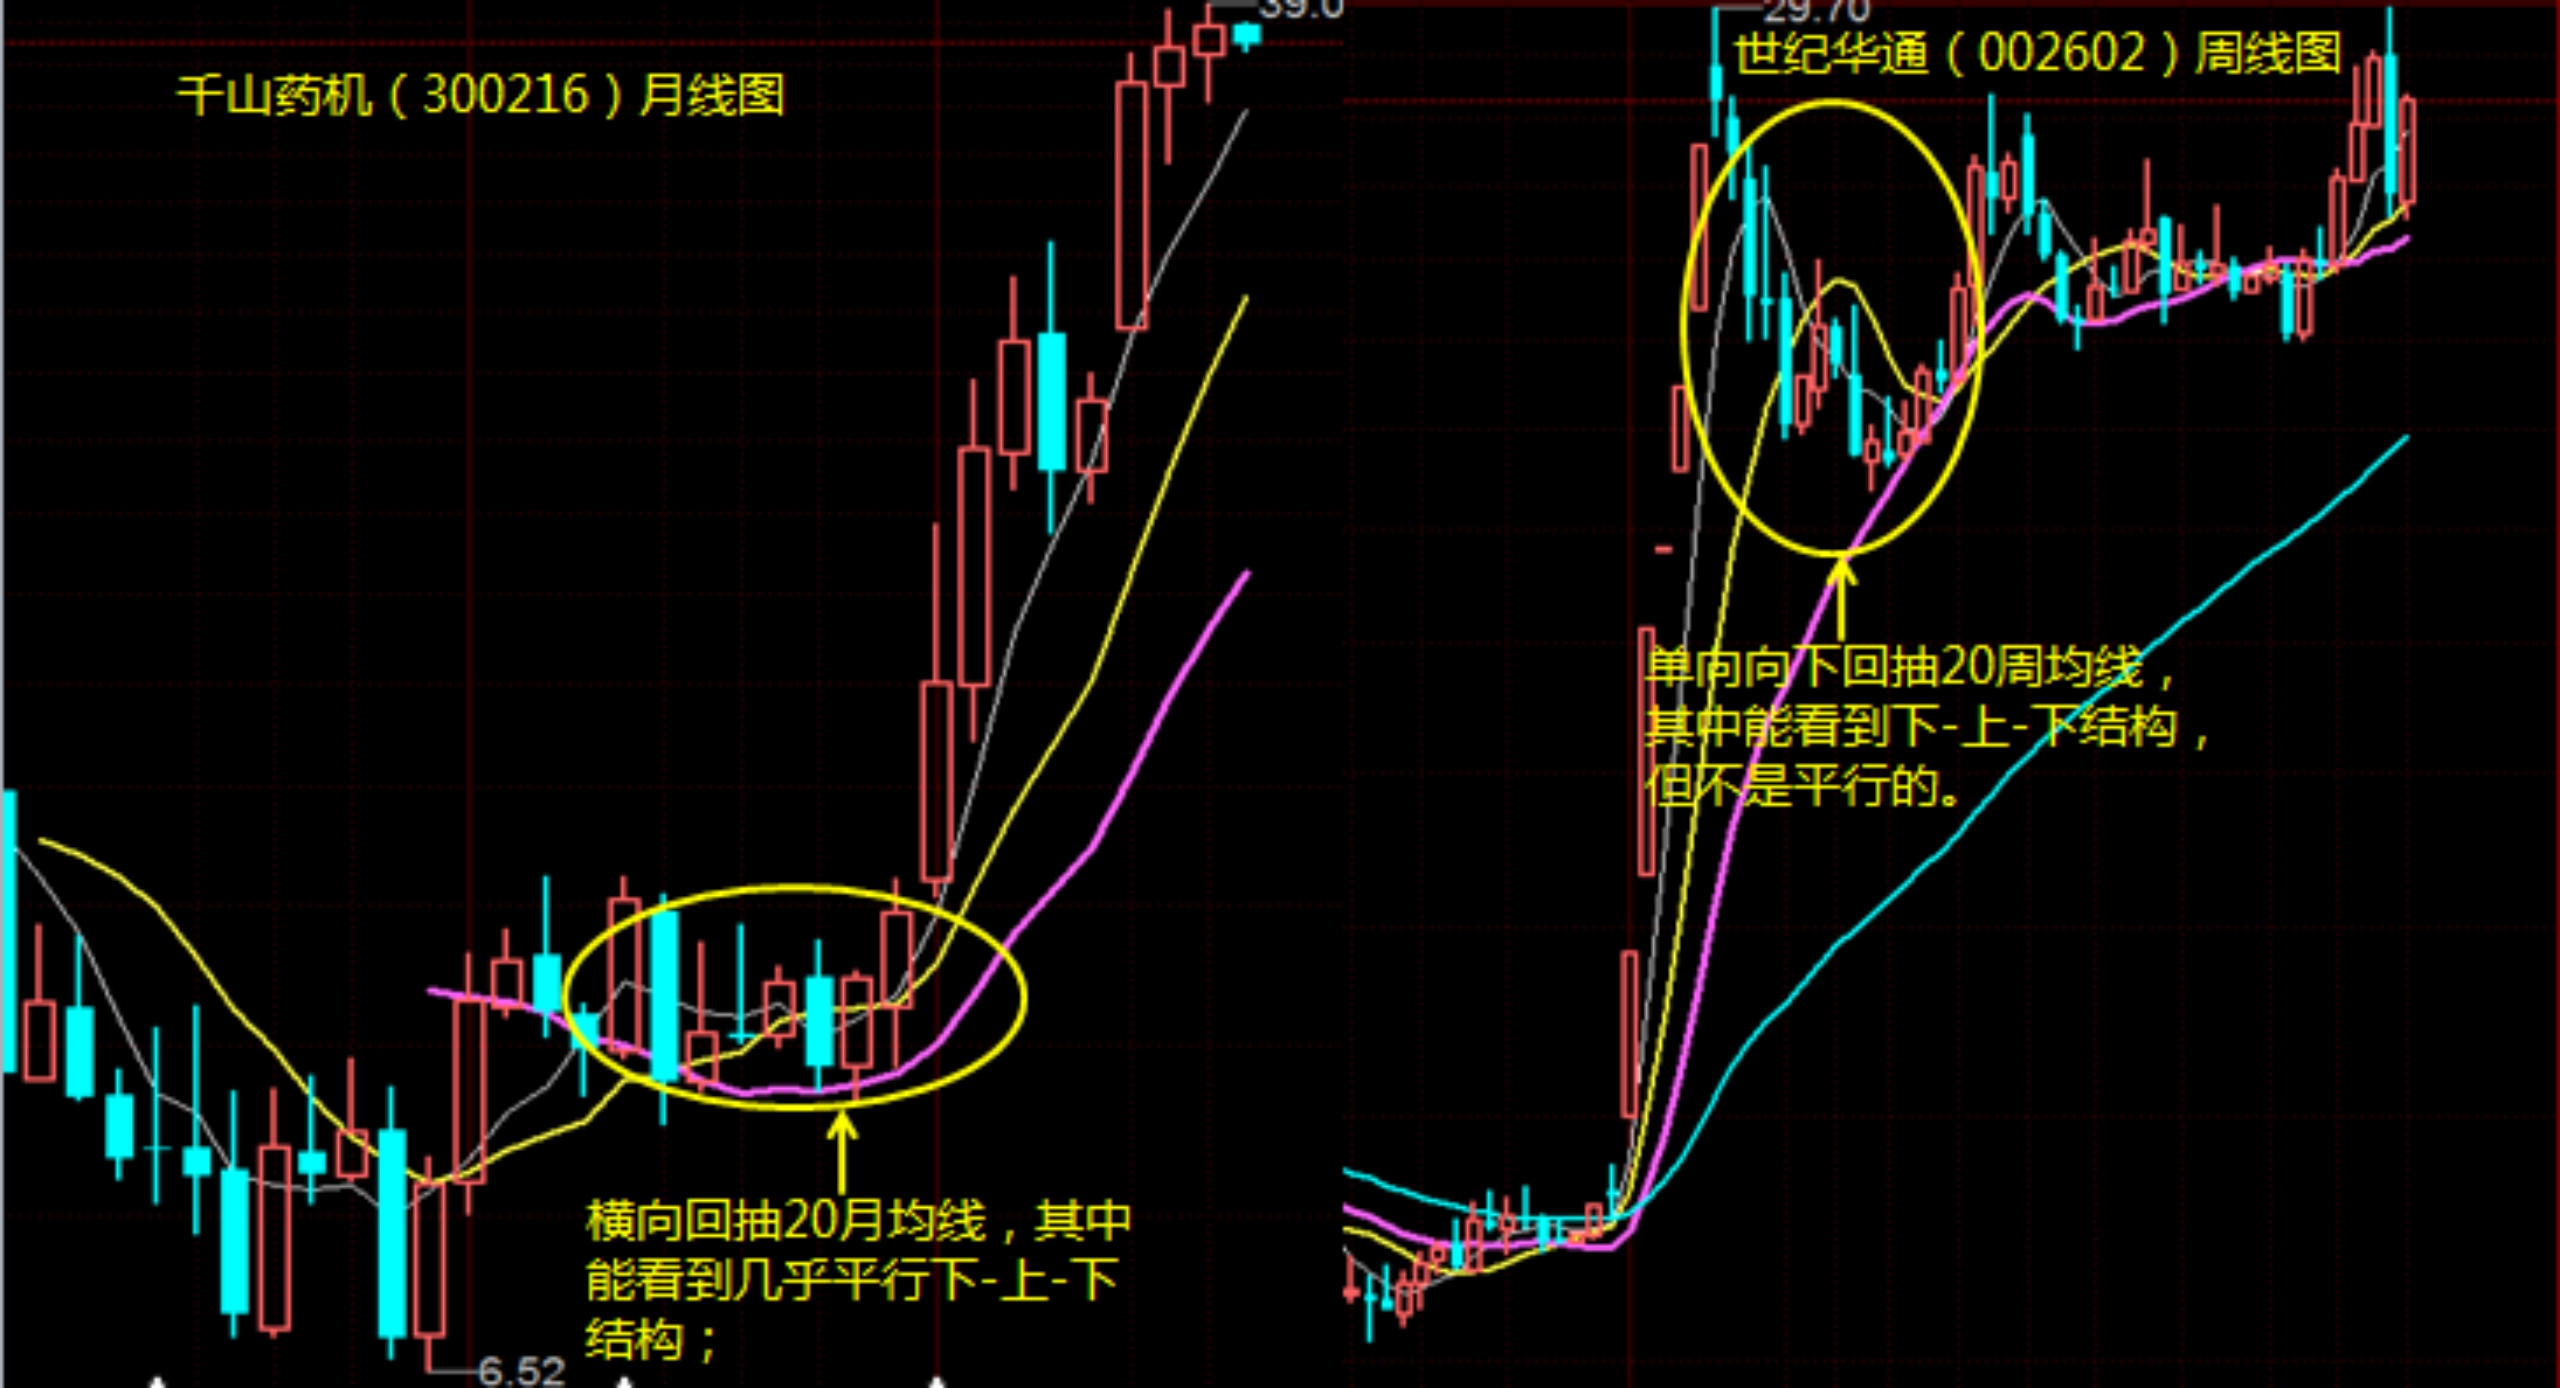 千山药机（300216）月线图
横向回抽20月均线，其中
能看到几乎平行下-上-下
结构；
6.52
29.70
世纪华通（002602）周线图
单向向下回抽20周均线，
其中能看到下-上-下结构，
但不是平行的。